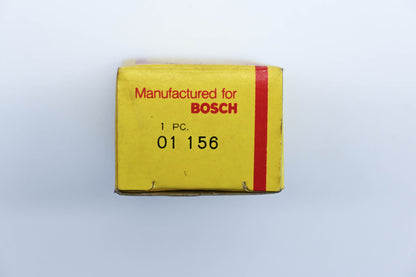 Manufactured for
BOSCH
1 PC.
01 156